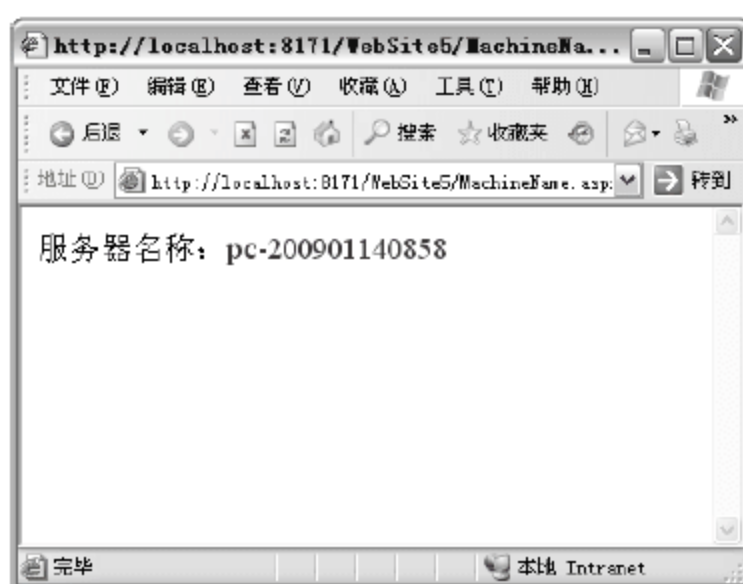 http://localhost:8171/WebSite5/MachineNa...
文件(F) 编辑(E) 查看(V) 收藏(A) 工具(T) 帮助(H)
后退 搜索 收藏夹 »
地址(D) http://localhost:8171/WebSite5/MachineName.asp 转到
服务器名称：pc-200901140858
完毕 本地 Intranet